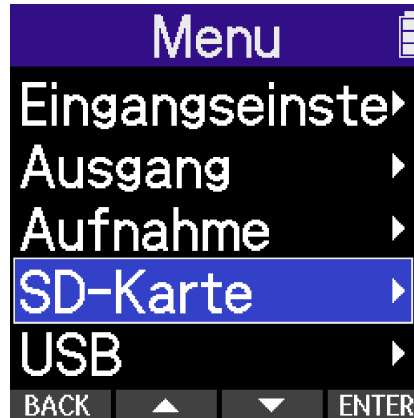 Menu
Eingangseinste
Ausgang
Aufnahme
SD-Karte
USB
BACK ENTER